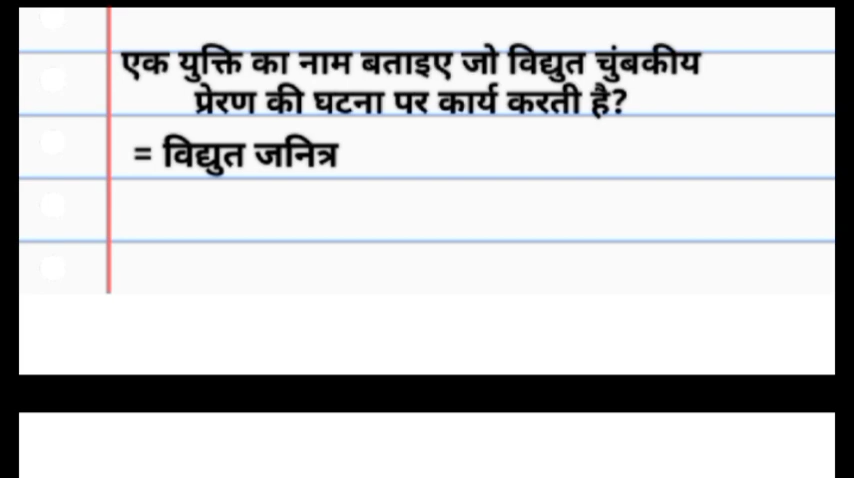 एक युक्ति का नाम बताइए जो विद्युत चुंबकीय
प्रेरण की घटना पर कार्य करती है?
= विद्युत जनित्र